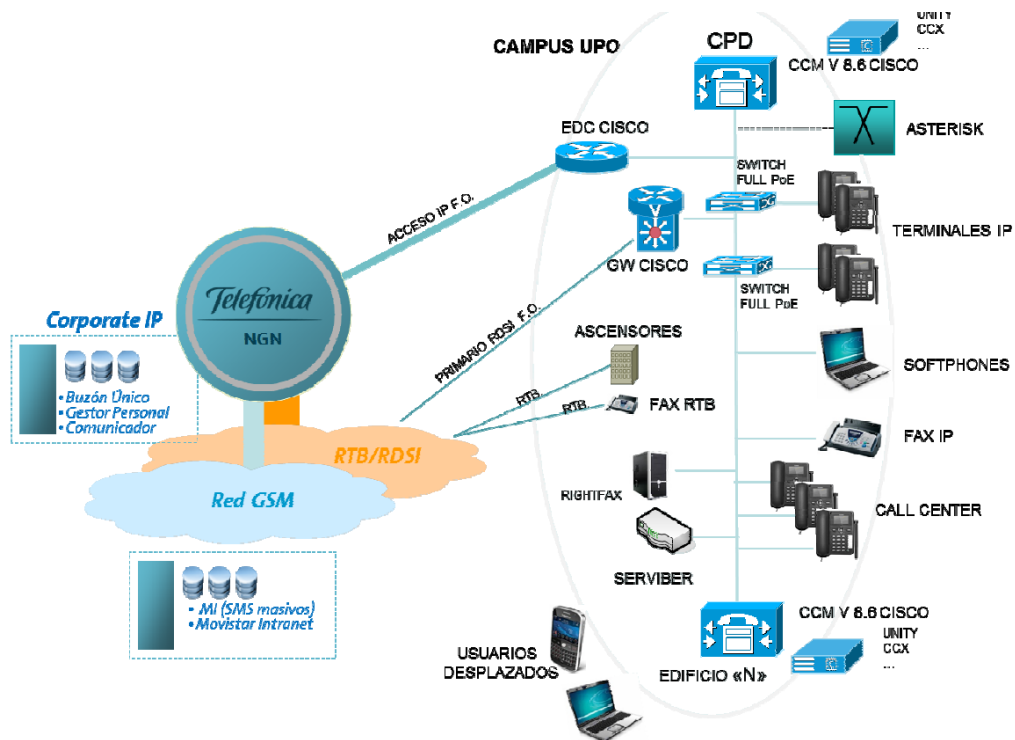 UNITY
CCX
...
CPD
CAMPUS UPO
CCM V 8.6 CISCO
EDC CISCO
ASTERISK
SWITCH
FULL PoE
ACCESO IP F.O.
TERMINALES IP
GW CISCO
SWITCH
FULL PoE
Telefónica
NGN
Corporate IP
PRIMARIO RDSI F.O.
ASCENSORES
SOFTPHONES
• Buzón Único
• Gestor Personal
• Comunicador
RTB
RTB
FAX RTB
FAX IP
RTB/RDSI
Red GSM
RIGHTFAX
CALL CENTER
SERVIBER
• MI (SMS masivos)
• Movistar Intranet
CCM V 8.6 CISCO
UNITY
CCX
...
USUARIOS
DESPLAZADOS
EDIFICIO «N»